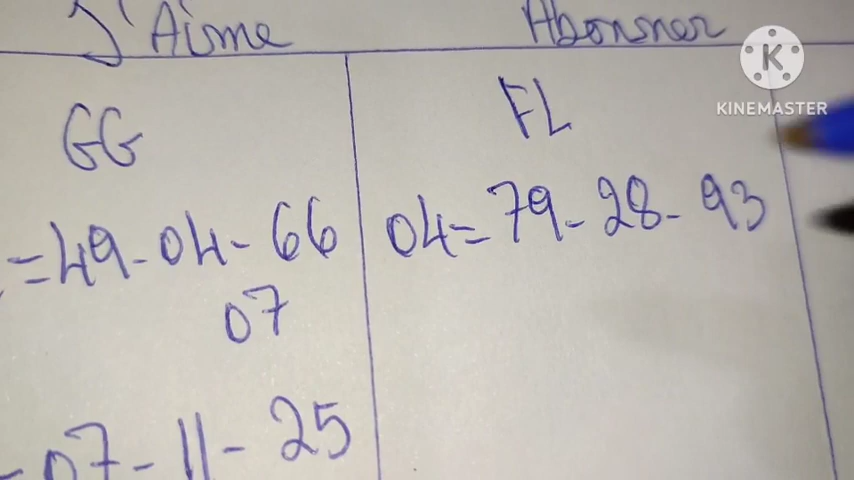 J'Aime
Abonner
KINEMASTER
GG
FL
=49-04-66
07
04=79-28-93
-07-11-25